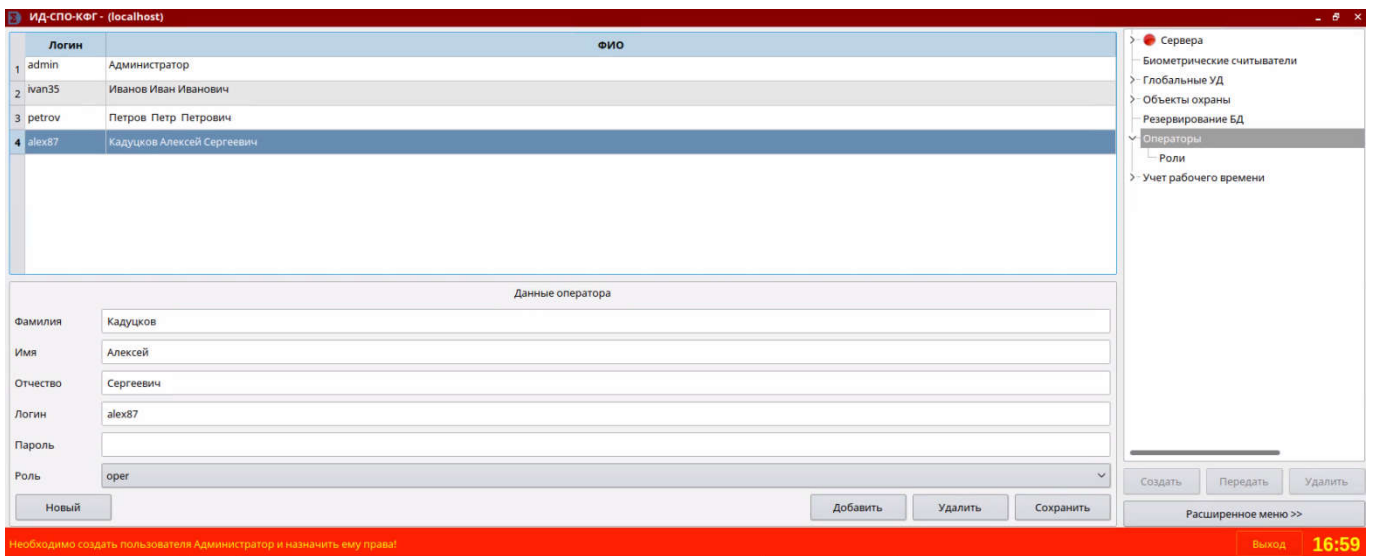 ИД-СПО-КФГ - (localhost)
Логин ФИО
1 admin Администратор
2 ivan35 Иванов Иван Иванович
3 petrov Петров Петр Петрович
4 alex87 Кадуцков Алексей Сергеевич
Данные оператора
Фамилия Кадуцков
Имя Алексей
Отчество Сергеевич
Логин alex87
Пароль
Роль oper
Новый Добавить Удалить Сохранить
Сервера
Биометрические считыватели
Глобальные УД
Объекты охраны
Резервирование БД
Операторы
Роли
Учет рабочего времени
Создать Передать Удалить
Расширенное меню >>
Необходимо создать пользователя Администратор и назначить ему права! Выход 16:59